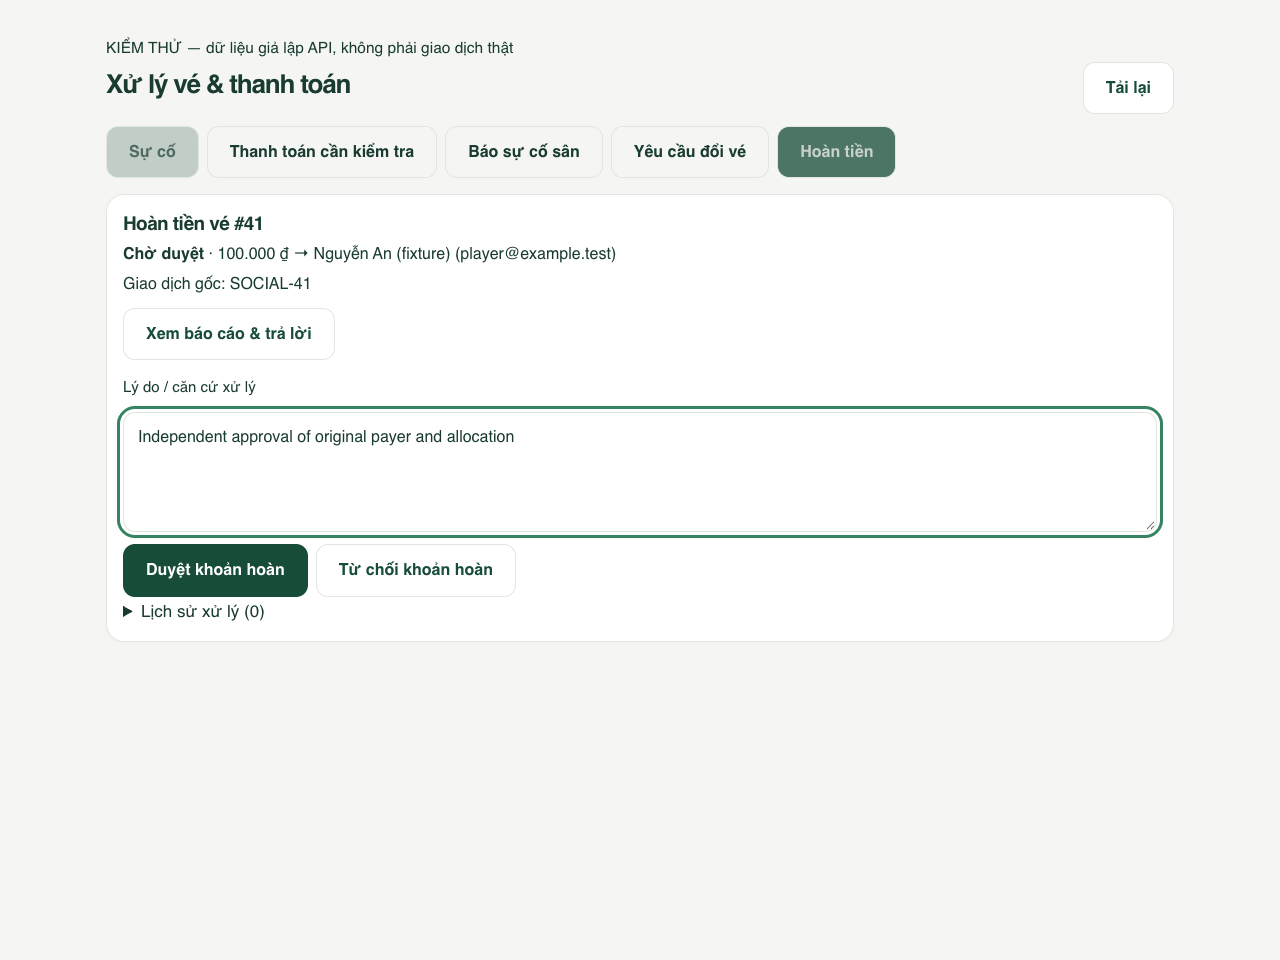 KIỂM THỬ — dữ liệu giả lập API, không phải giao dịch thật
Xử lý vé & thanh toán
Tải lại
Sự cố
Thanh toán cần kiểm tra
Báo sự cố sân
Yêu cầu đổi vé
Hoàn tiền
Hoàn tiền vé #41
Chờ duyệt · 100.000 ₫ → Nguyễn An (fixture) (player@example.test)
Giao dịch gốc: SOCIAL-41
Xem báo cáo & trả lời
Lý do / căn cứ xử lý
Independent approval of original payer and allocation
Duyệt khoản hoàn
Từ chối khoản hoàn
Lịch sử xử lý (0)